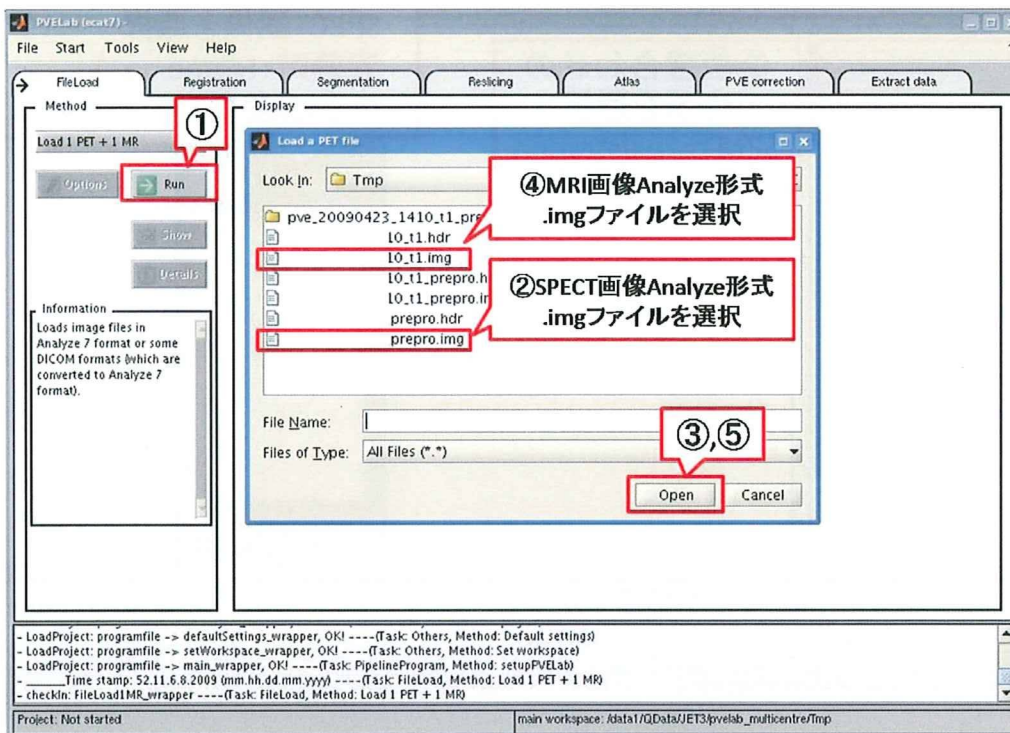 PVELab (ecat7) -
File Start Tools View Help
FileLoad Registration Segmentation Reslicing Atlas PVE correction Extract data
Method
Display
①
Load 1 PET + 1 MR
Options
Run
Show
Details
Information
Loads image files in
Analyze 7 format or some
DICOM formats (which are
converted to Analyze 7
format).
Load a PET file
Look In: Tmp
④MRI画像Analyze形式
.imgファイルを選択
pve_20090423_1410_t1_pre
10_t1.hdr
10_t1.img
10_t1_prepro.h
10_t1_prepro.i
prepro.hdr
prepro.img
②SPECT画像Analyze形式
.imgファイルを選択
File Name:
Files of Type: All Files (*.*)
③,⑤
Open Cancel
- LoadProject: programfile -> defaultSettings_wrapper, OK! ----(Task: Others, Method: Default settings)
- LoadProject: programfile -> setWorkspace_wrapper, OK! ----(Task: Others, Method: Set workspace)
- LoadProject: programfile -> main_wrapper, OK! ----(Task: PipelineProgram, Method: setupPVELab)
- ______Time stamp: 52.11.6.8.2009 (mm.hh.dd.mm.yyyy) ----(Task: FileLoad, Method: Load 1 PET + 1 MR)
- checkIn: FileLoad1MR_wrapper ----(Task: FileLoad, Method: Load 1 PET + 1 MR)
Project: Not started
main workspace: /data1/QData/JET3/pvelab_multicentre/Tmp